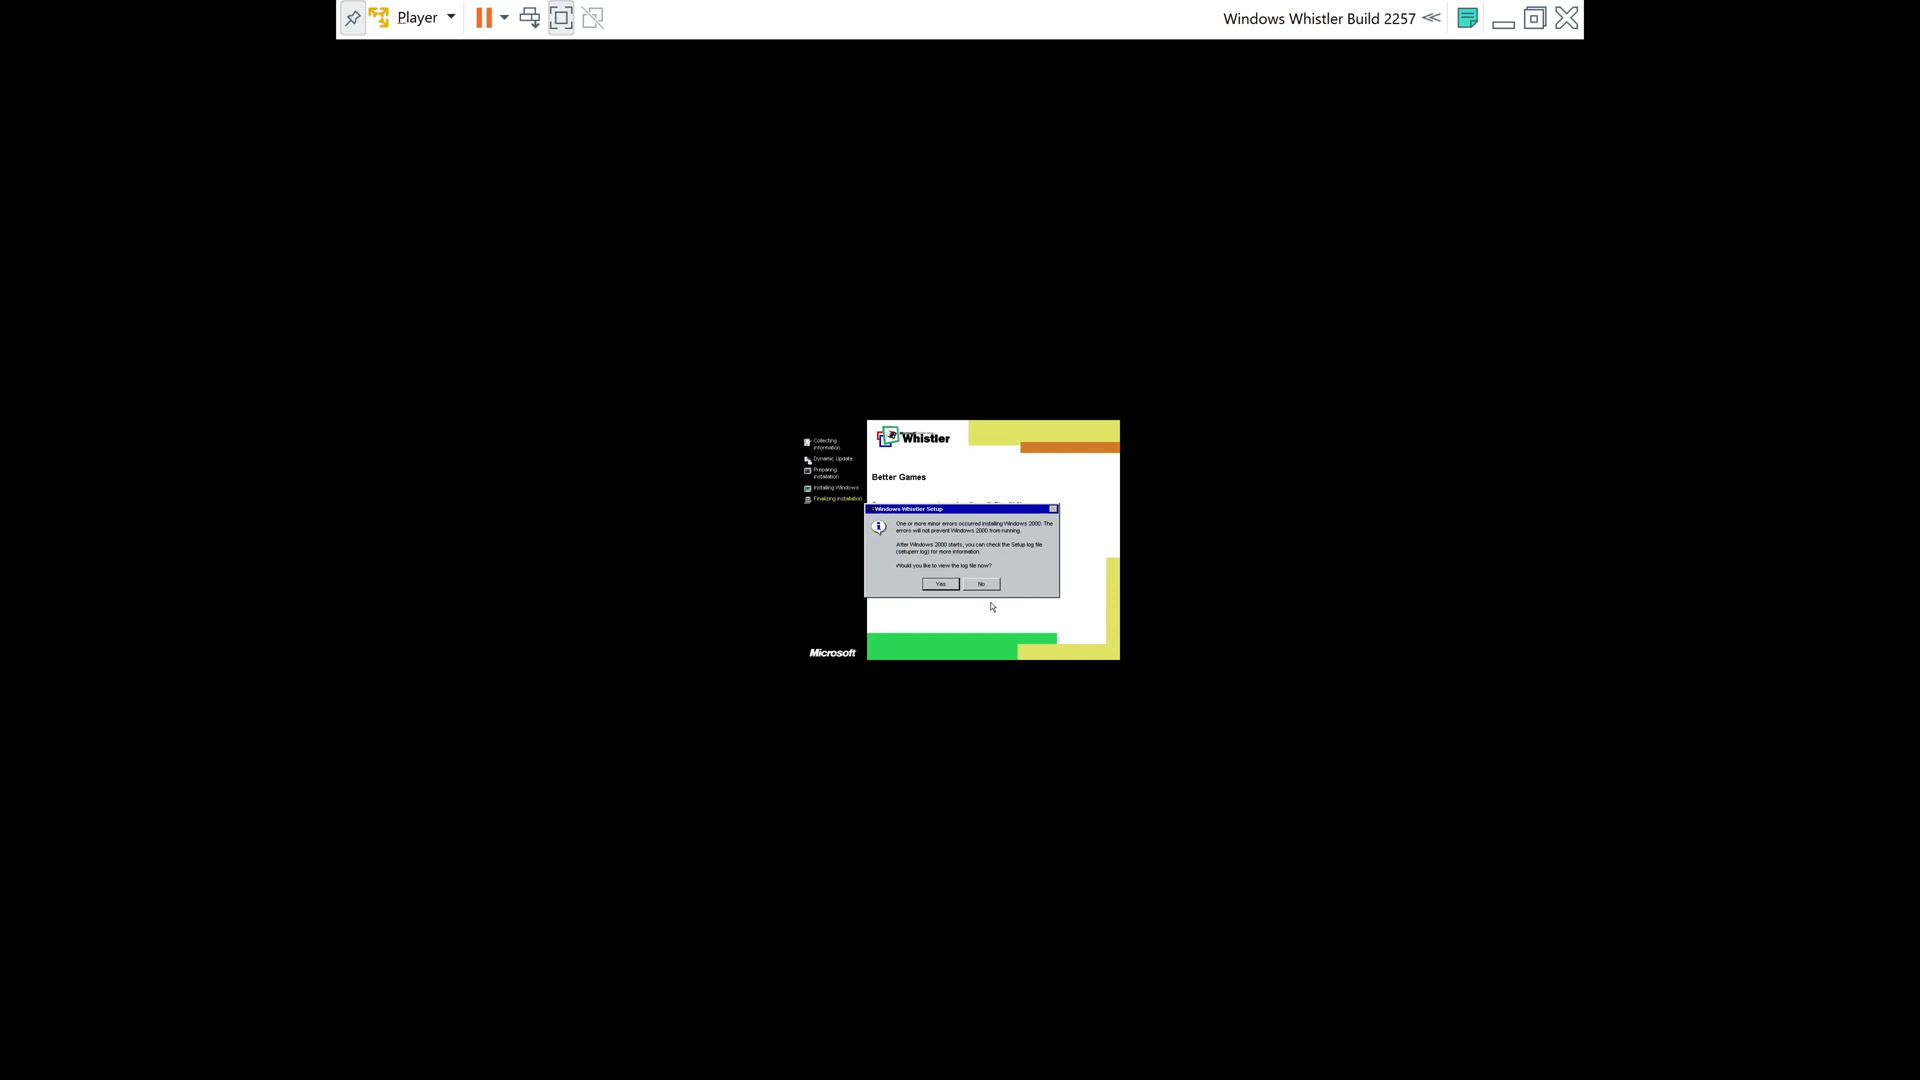 Player
Windows Whistler Build 2257
Collecting
information
Dynamic Update
Preparing
installation
Installing Windows
Finalizing installation
Microsoft
Whistler
Better Games
Windows Whistler Setup
One or more minor errors occurred installing Windows 2000. The
errors will not prevent Windows 2000 from running.
After Windows 2000 starts, you can check the Setup log file
(setuperr.log) for more information.
Would you like to view the log file now?
Yes
No